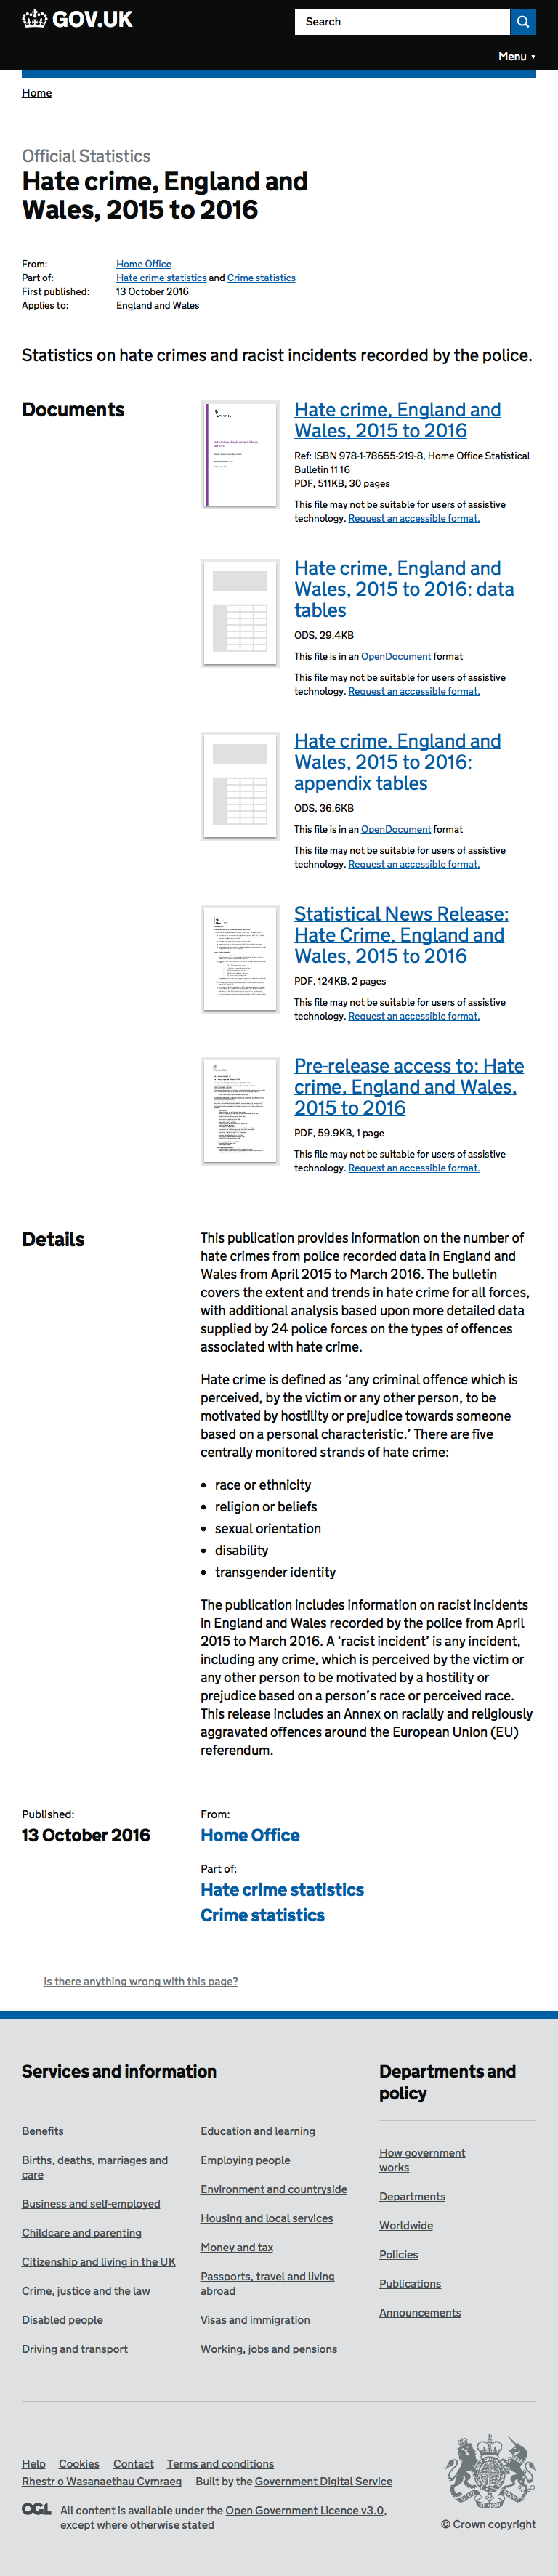 GOV.UK
Search
Menu ▼
Home
Official Statistics
Hate crime, England and
Wales, 2015 to 2016
From: Home Office
Part of: Hate crime statistics and Crime statistics
First published: 13 October 2016
Applies to: England and Wales
Statistics on hate crimes and racist incidents recorded by the police.
Documents
Hate crime, England and
Wales, 2015 to 2016
Ref: ISBN 978-1-78655-219-8, Home Office Statistical
Bulletin 11 16
PDF, 511KB, 30 pages
This file may not be suitable for users of assistive
technology. Request an accessible format.
Hate crime, England and
Wales, 2015 to 2016: data
tables
ODS, 29.4KB
This file is in an OpenDocument format
This file may not be suitable for users of assistive
technology. Request an accessible format.
Hate crime, England and
Wales, 2015 to 2016:
appendix tables
ODS, 36.6KB
This file is in an OpenDocument format
This file may not be suitable for users of assistive
technology. Request an accessible format.
Statistical News Release:
Hate Crime, England and
Wales, 2015 to 2016
PDF, 124KB, 2 pages
This file may not be suitable for users of assistive
technology. Request an accessible format.
Pre-release access to: Hate
crime, England and Wales,
2015 to 2016
PDF, 59.9KB, 1 page
This file may not be suitable for users of assistive
technology. Request an accessible format.
Details
This publication provides information on the number of
hate crimes from police recorded data in England and
Wales from April 2015 to March 2016. The bulletin
covers the extent and trends in hate crime for all forces,
with additional analysis based upon more detailed data
supplied by 24 police forces on the types of offences
associated with hate crime.
Hate crime is defined as ‘any criminal offence which is
perceived, by the victim or any other person, to be
motivated by hostility or prejudice towards someone
based on a personal characteristic.’ There are five
centrally monitored strands of hate crime:
• race or ethnicity
• religion or beliefs
• sexual orientation
• disability
• transgender identity
The publication includes information on racist incidents
in England and Wales recorded by the police from April
2015 to March 2016. A ‘racist incident’ is any incident,
including any crime, which is perceived by the victim or
any other person to be motivated by a hostility or
prejudice based on a person’s race or perceived race.
This release includes an Annex on racially and religiously
aggravated offences around the European Union (EU)
referendum.
Published:
13 October 2016
From:
Home Office
Part of:
Hate crime statistics
Crime statistics
Is there anything wrong with this page?
Services and information
Benefits
Births, deaths, marriages and
care
Business and self-employed
Childcare and parenting
Citizenship and living in the UK
Crime, justice and the law
Disabled people
Driving and transport
Education and learning
Employing people
Environment and countryside
Housing and local services
Money and tax
Passports, travel and living
abroad
Visas and immigration
Working, jobs and pensions
Departments and
policy
How government
works
Departments
Worldwide
Policies
Publications
Announcements
Help Cookies Contact Terms and conditions
Rhestr o Wasanaethau Cymraeg Built by the Government Digital Service
OGL All content is available under the Open Government Licence v3.0,
except where otherwise stated
© Crown copyright